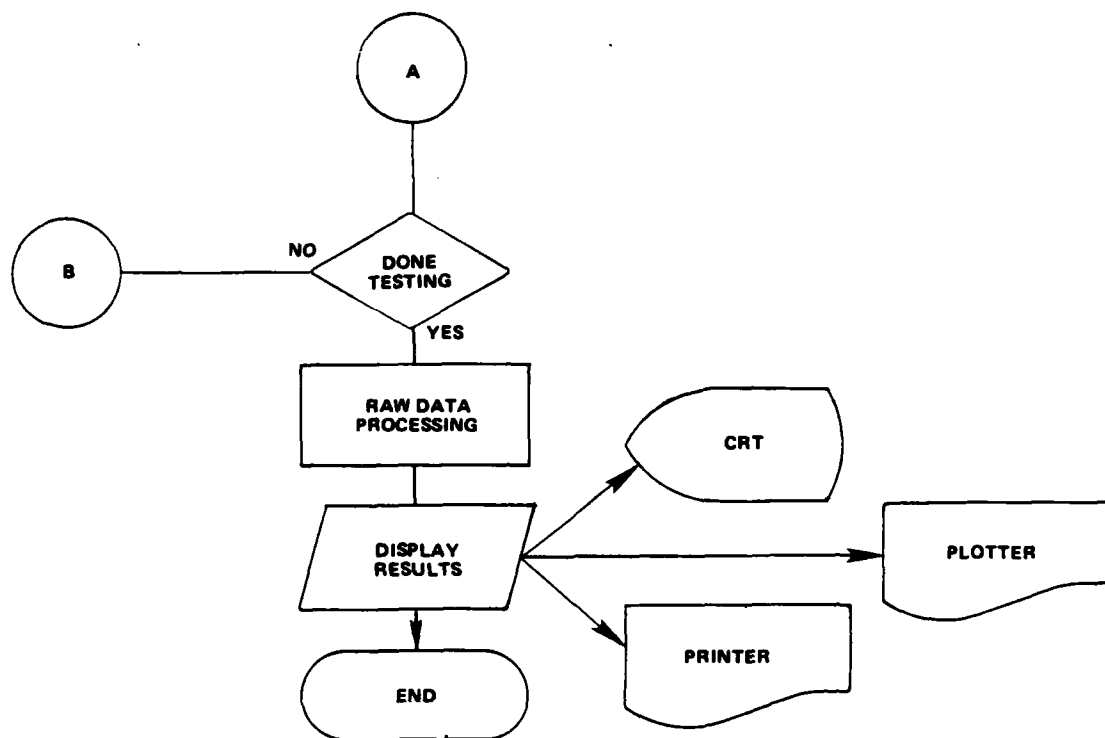 A
B
NO
DONE
TESTING
YES
RAW DATA
PROCESSING
CRT
DISPLAY
RESULTS
PLOTTER
PRINTER
END